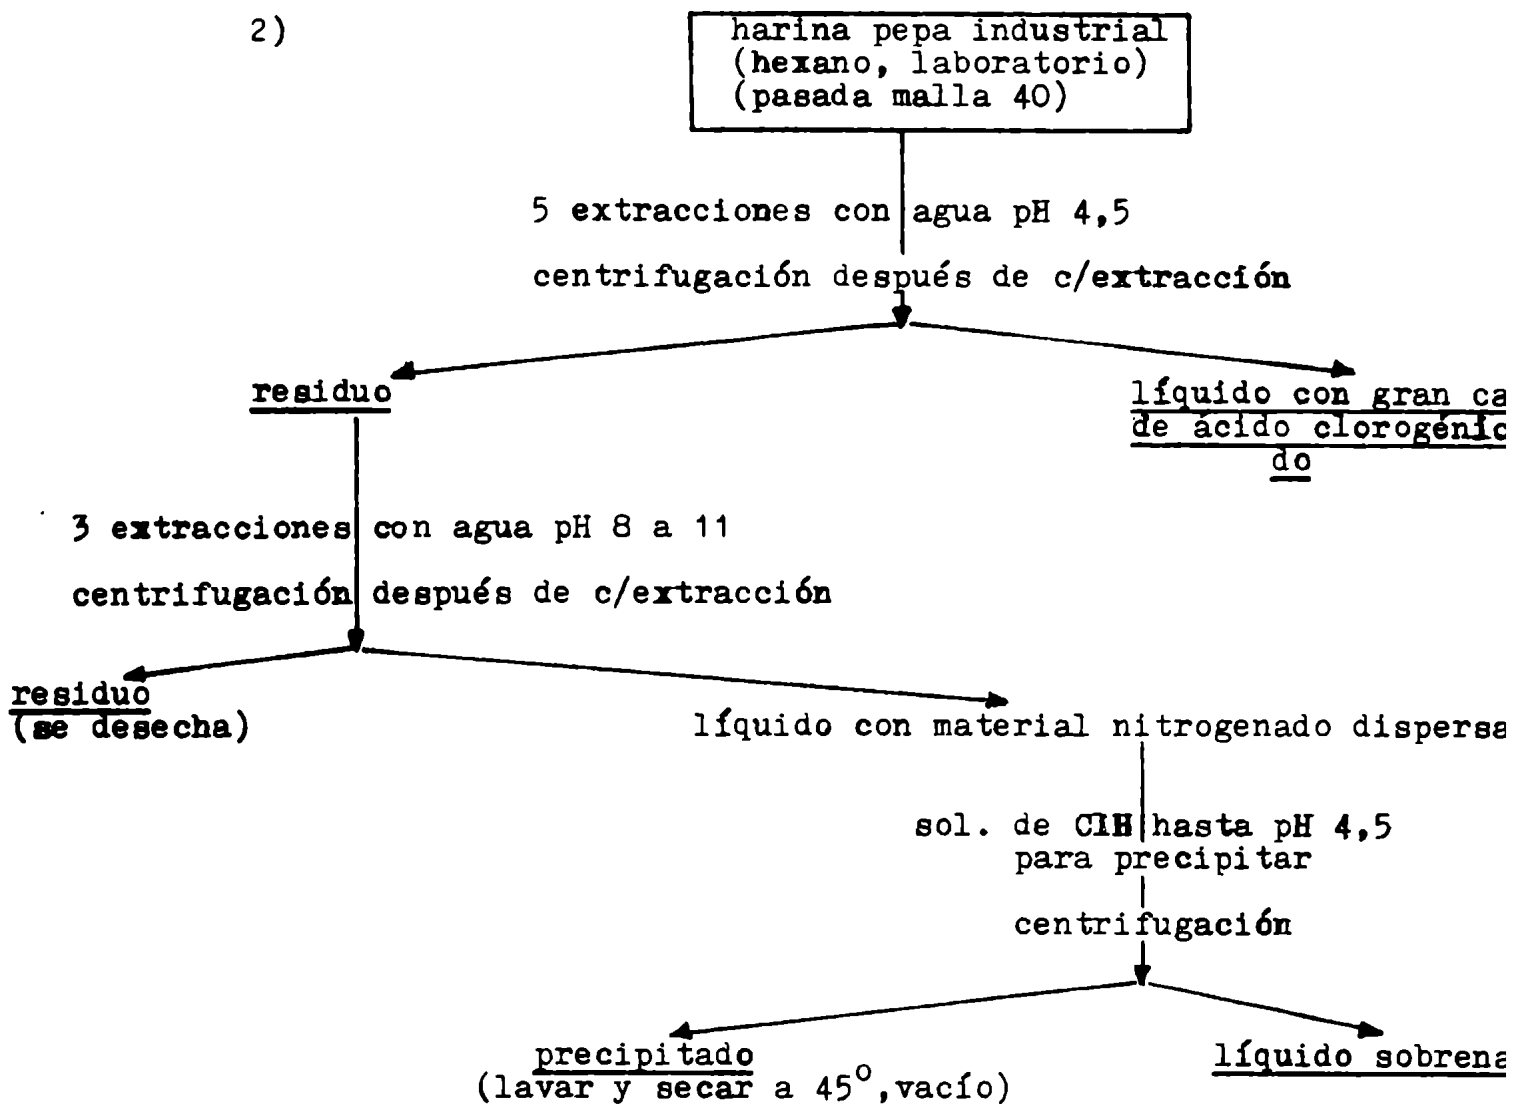 2)
harina pepa industrial
(hexano, laboratorio)
(pasada malla 40)
5 extracciones con agua pH 4,5
centrifugación después de c/extracción
residuo
líquido con gran ca
de ácido clorogénic
do
3 extracciones con agua pH 8 a 11
centrifugación después de c/extracción
residuo
(se desecha)
líquido con material nitrogenado dispersa
sol. de ClH hasta pH 4,5
para precipitar
centrifugación
precipitado
(lavar y secar a 45°, vacío)
líquido sobrena